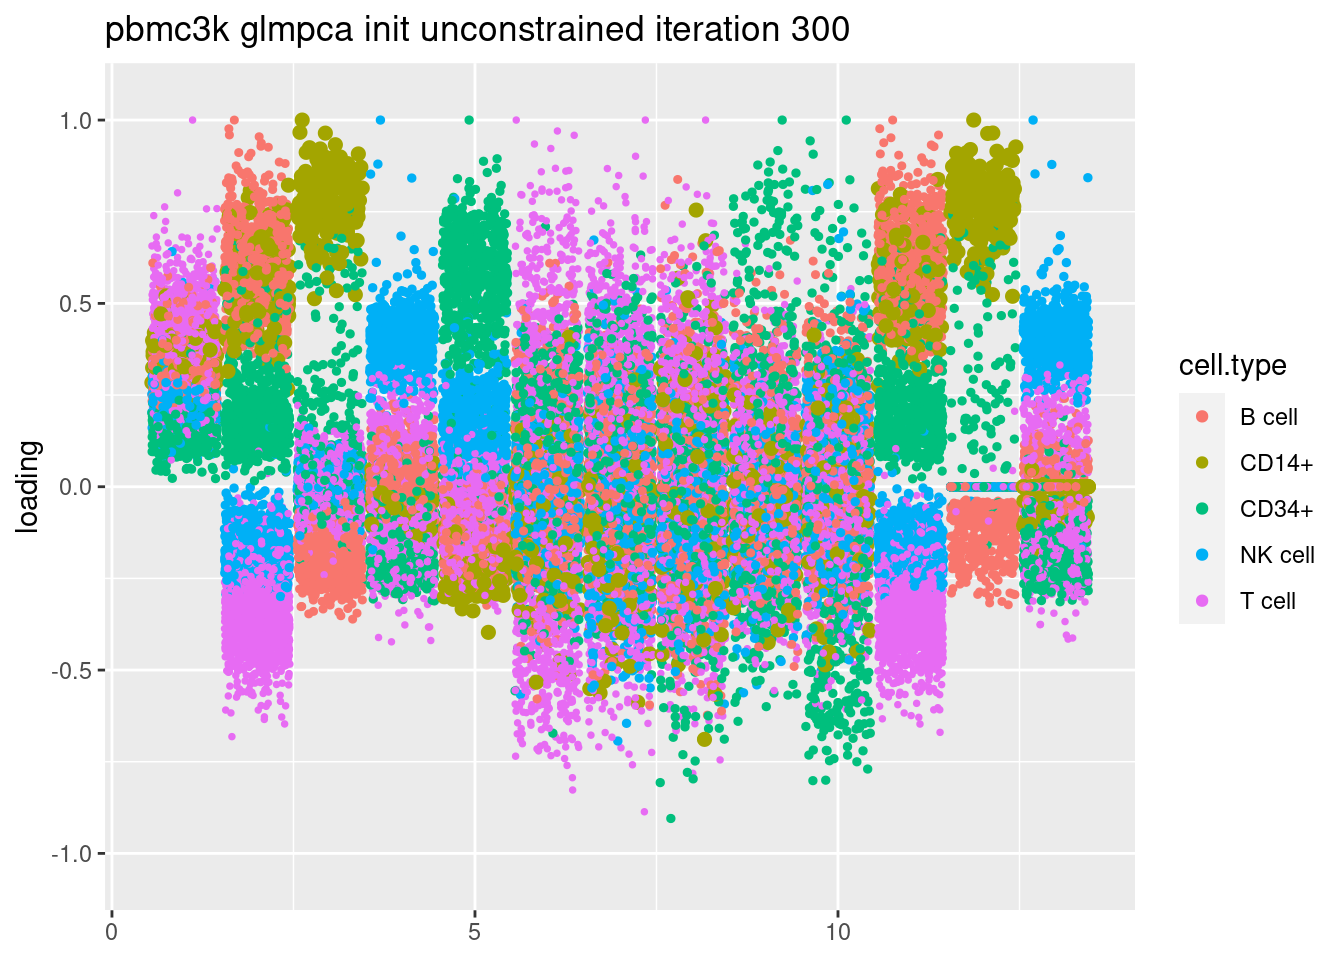 pbmc3k glmpca init unconstrained iteration 300
1.0
0.5
0.0
-0.5
-1.0
loading
0
5
10
cell.type
B cell
CD14+
CD34+
NK cell
T cell